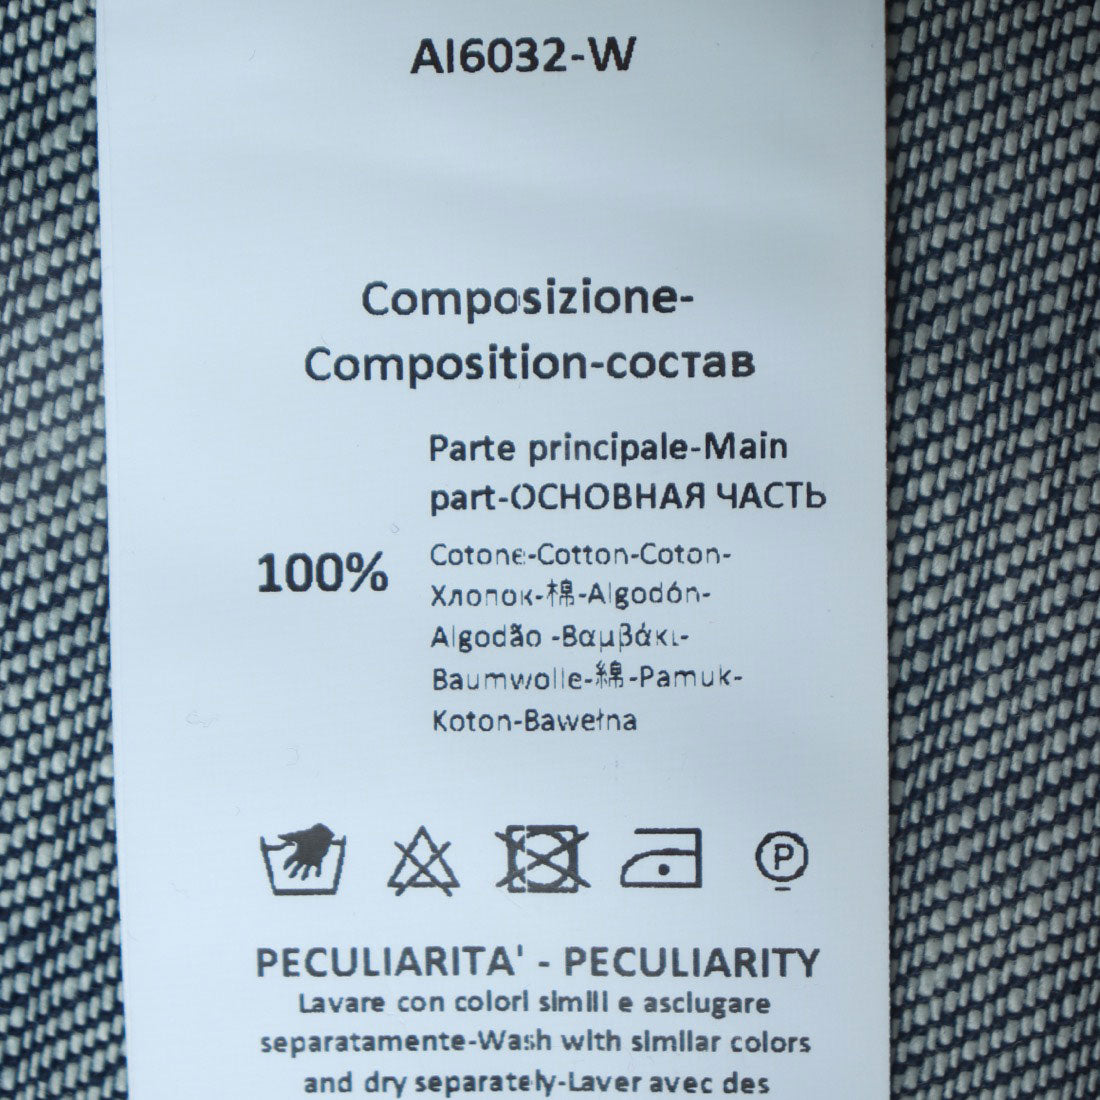 AI6032-W
Composizione-
Composition-состав
Parte principale-Main
part-ОСНОВНАЯ ЧАСТЬ
100%
Cotone-Cotton-Coton-
Хлопок-棉-Algodón-
Algodão -Βαμβάκι-
Baumwolle-綿-Pamuk-
Koton-Bawełna
P
PECULIARITA' - PECULIARITY
Lavare con colori simili e asciugare
separatamente-Wash with similar colors
and dry separately-Laver avec des